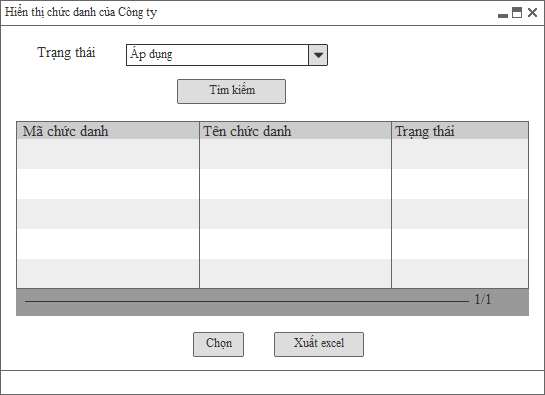 Hiển thị chức danh của Công ty
Trạng thái
Áp dụng
Tìm kiếm
Mã chức danh Tên chức danh Trạng thái
1/1
Chọn Xuất excel